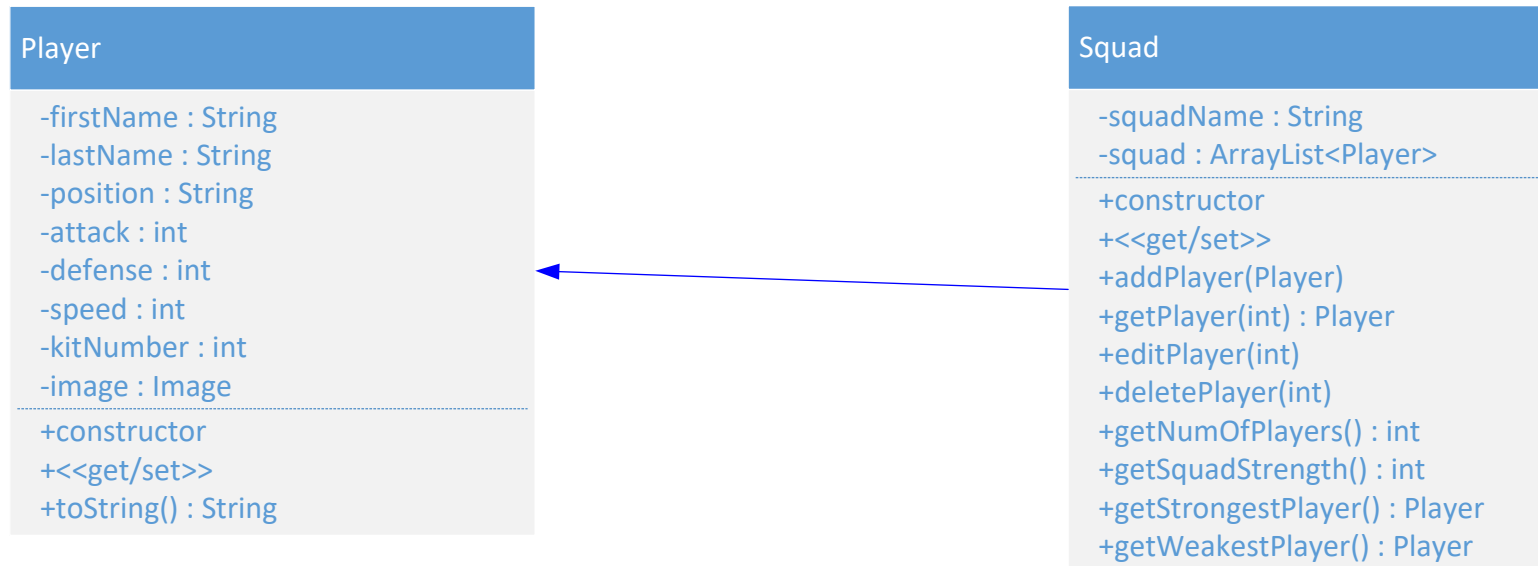 Player
-firstName : String
-lastName : String
-position : String
-attack : int
-defense : int
-speed : int
-kitNumber : int
-image : Image
+constructor
+<<get/set>>
+toString() : String
Squad
-squadName : String
-squad : ArrayList<Player>
+constructor
+<<get/set>>
+addPlayer(Player)
+getPlayer(int) : Player
+editPlayer(int)
+deletePlayer(int)
+getNumOfPlayers() : int
+getSquadStrength() : int
+getStrongestPlayer() : Player
+getWeakestPlayer() : Player